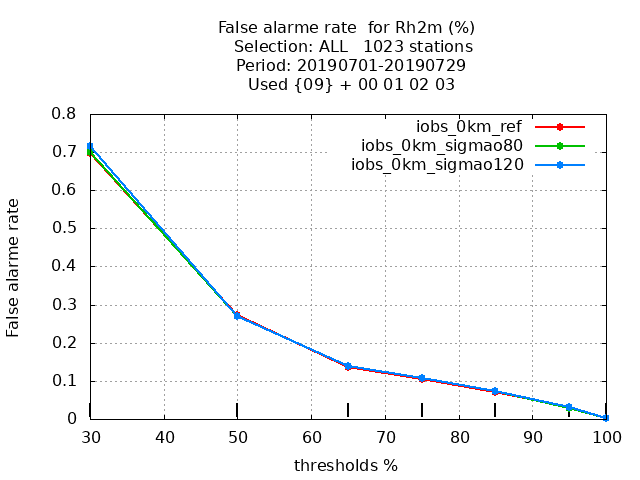 False alarme rate  for Rh2m (%)
Selection: ALL   1023 stations
Period: 20190701-20190729
Used {09} + 00 01 02 03
iobs_0km_ref
iobs_0km_sigmao80
iobs_0km_sigmao120
False alarme rate
0.8
0.7
0.6
0.5
0.4
0.3
0.2
0.1
0
30 40 50 60 70 80 90 100
thresholds %